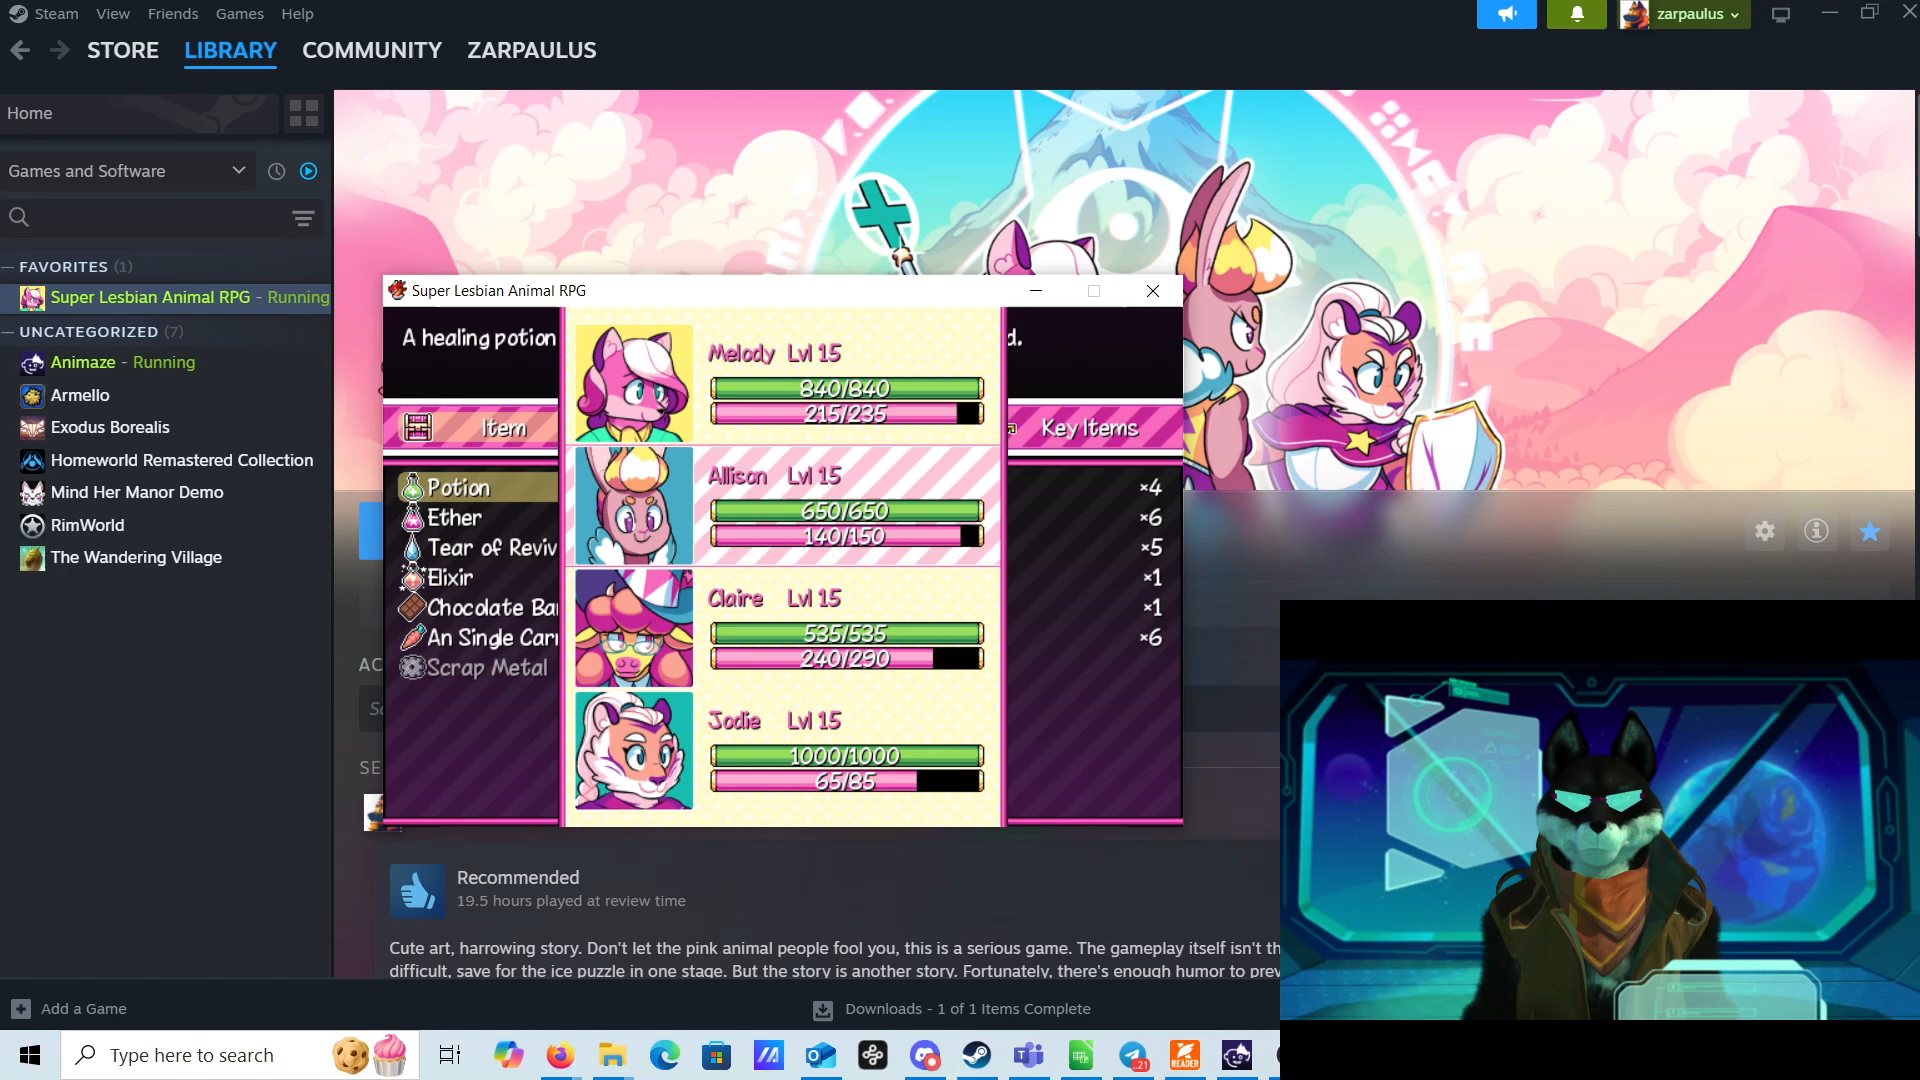 Steam View Friends Games Help
zarpaulus
STORE LIBRARY COMMUNITY ZARPAULUS
Home
Games and Software
FAVORITES (1)
Super Lesbian Animal RPG - Running
UNCATEGORIZED (7)
Animaze - Running
Armello
Exodus Borealis
Homeworld Remastered Collection
Mind Her Manor Demo
RimWorld
The Wandering Village
Super Lesbian Animal RPG
A healing potion
d.
Item
Key Items
Potion ×4
Ether ×6
Tear of Reviv ×5
Elixir ×1
Chocolate Ba ×1
An Single Carr ×6
Scrap Metal
Melody Lvl 15
840/840
215/235
Allison Lvl 15
650/650
140/150
Claire Lvl 15
535/535
240/290
Jodie Lvl 15
1000/1000
65/85
AC
SE
Recommended
19.5 hours played at review time
Cute art, harrowing story. Don't let the pink animal people fool you, this is a serious game. The gameplay itself isn't th
difficult, save for the ice puzzle in one stage. But the story is another story. Fortunately, there's enough humor to prev
Add a Game
Downloads - 1 of 1 Items Complete
Type here to search
21
READER